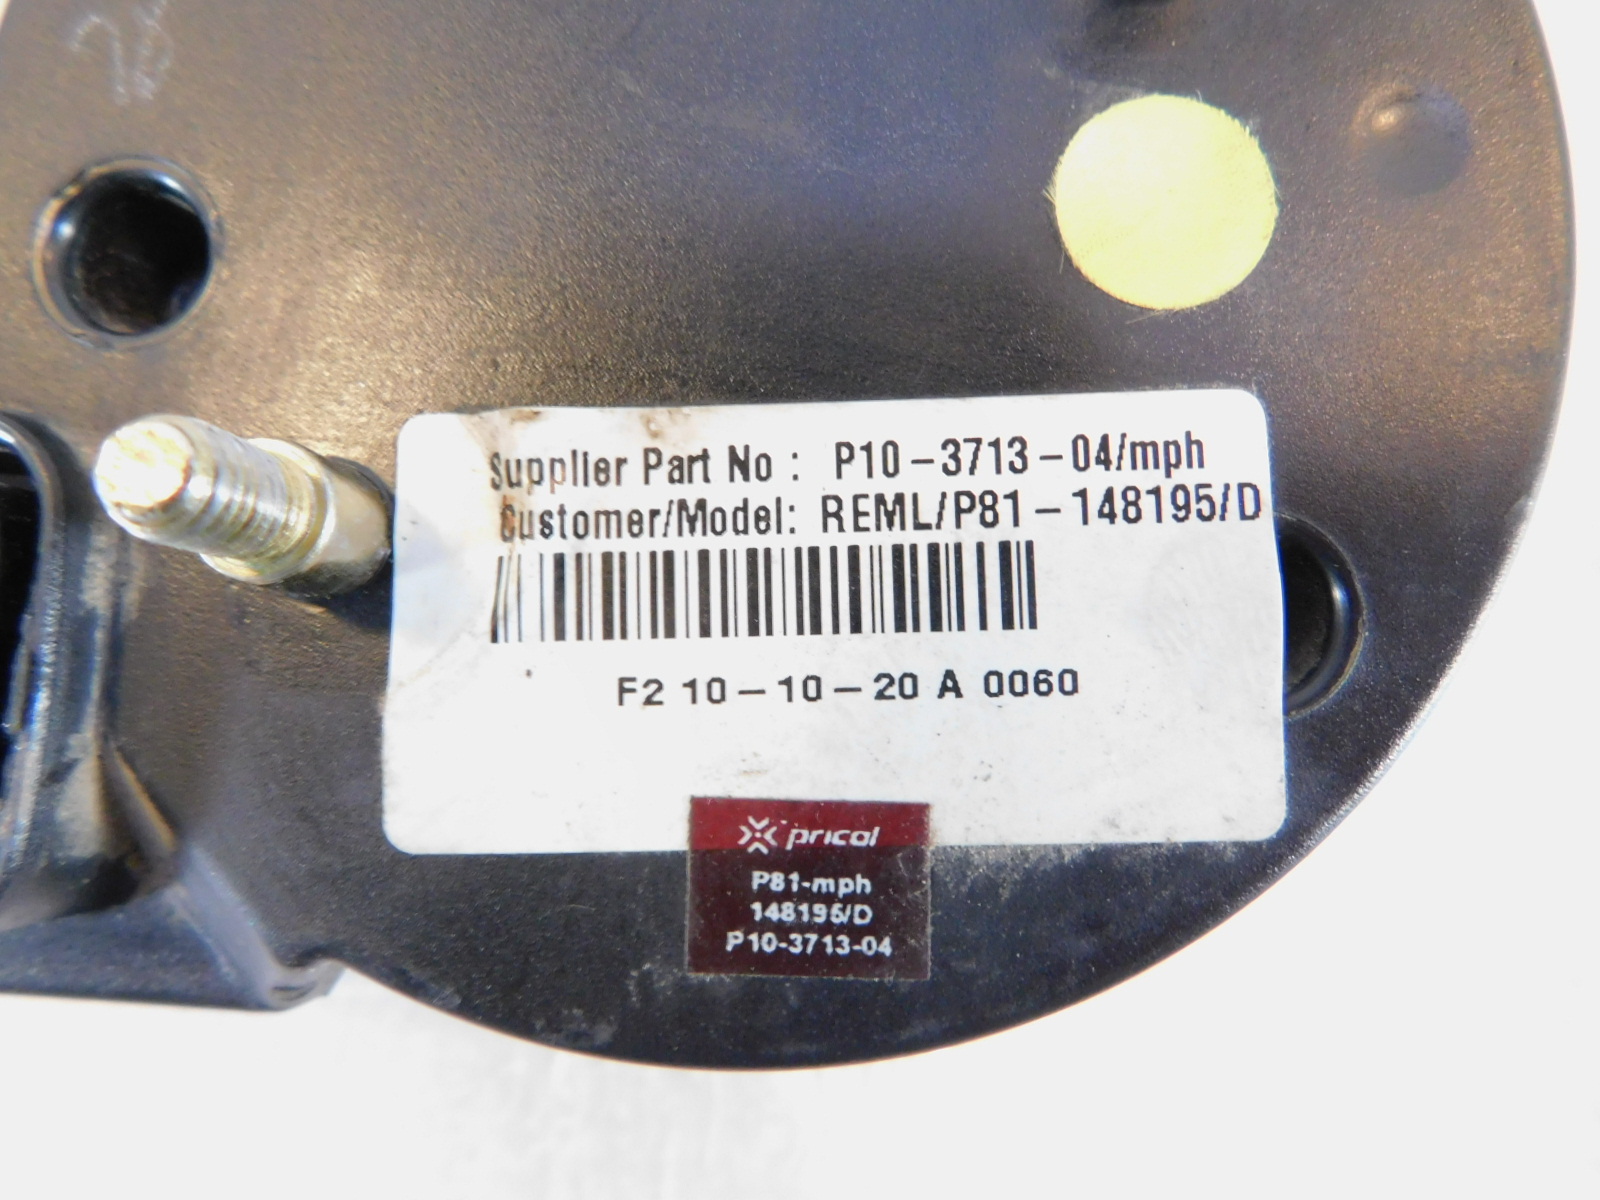 Supplier Part No : P10-3713-04/mph
Customer/Model: REML/P81-148195/D
F2 10-10-20 A 0060
pricol
P81-mph
148195/D
P10-3713-04